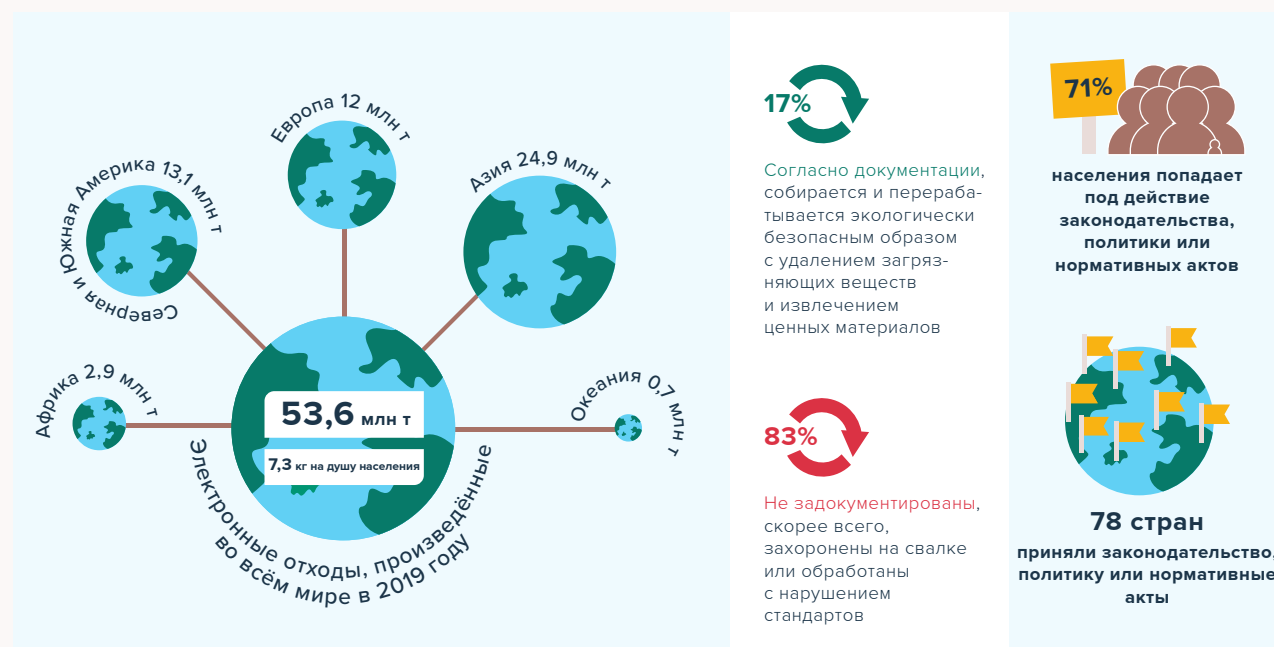 Европа 12 млн т
Азия 24,9 млн т
Северная и Южная Америка 13,1 млн т
Африка 2,9 млн т
Океания 0,7 млн т
53,6 млн т
7,3 кг на душу населения
Электронные отходы, произведённые
во всём мире в 2019 году
17%
Согласно документации,
собирается и перераба-
тывается экологически
безопасным образом
с удалением загряз-
няющих веществ
и извлечением
ценных материалов
83%
Не задокументированы,
скорее всего,
захоронены на свалке
или обработаны
с нарушением
стандартов
71%
населения попадает
под действие
законодательства,
политики или
нормативных актов
78 стран
приняли законодательство,
политику или нормативные
акты